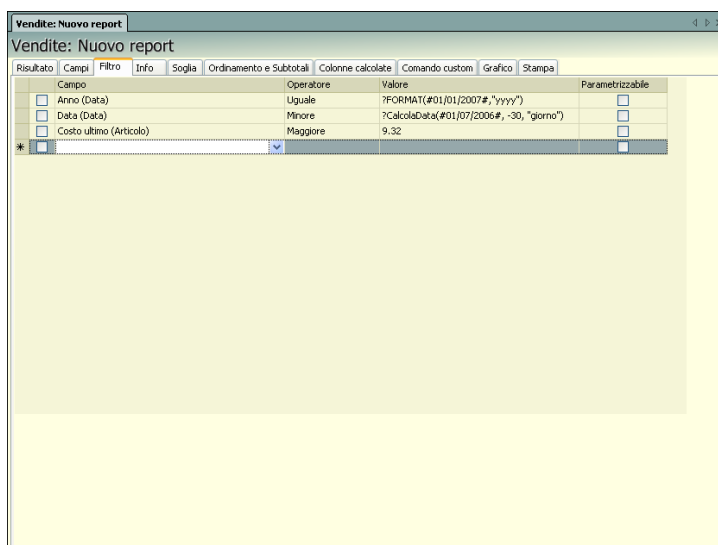 Vendite: Nuovo report
Vendite: Nuovo report
Risultato Campi Filtro Info Soglia Ordinamento e Subtotali Colonne calcolate Comando custom Grafico Stampa
Campo Operatore Valore Parametrizzabile
Anno (Data) Uguale ?FORMAT(#01/01/2007#,"yyyy")
Data (Data) Minore ?CalcolaData(#01/07/2006#, -30, "giorno")
Costo ultimo (Articolo) Maggiore 9.32